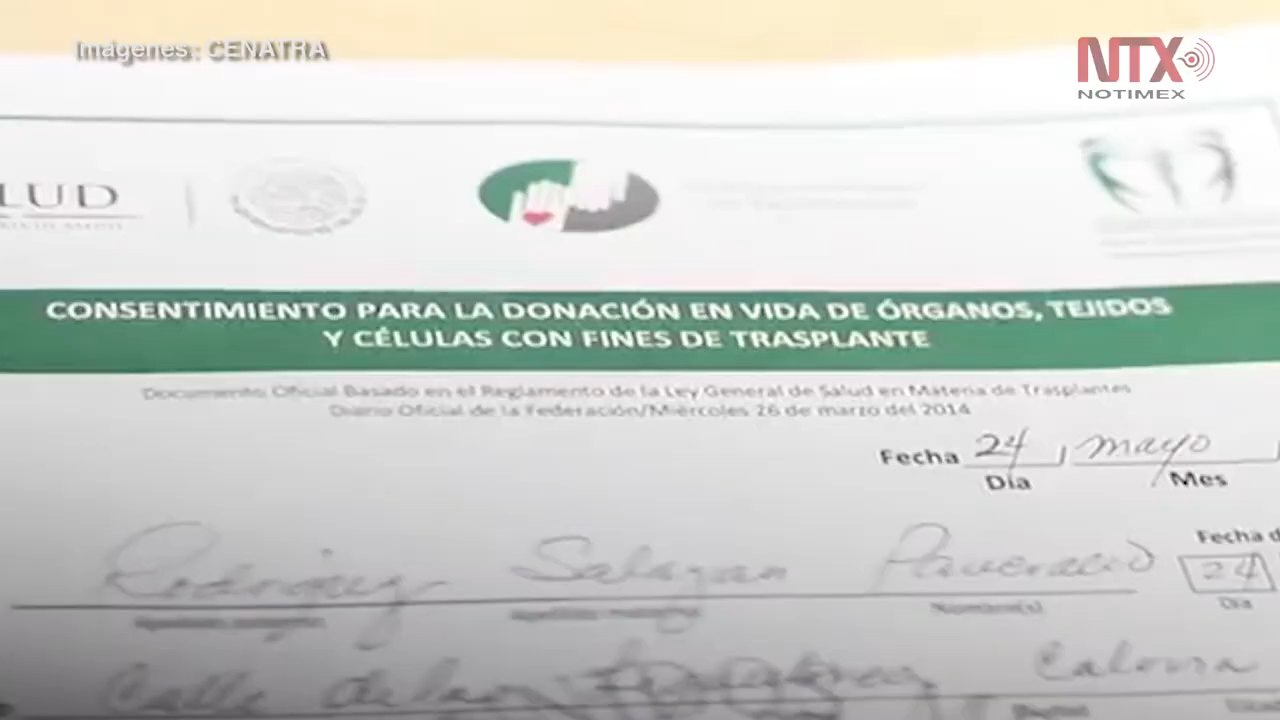 Imágenes: CENATRA
NTX
NOTIMEX
LUD
CONSENTIMIENTO PARA LA DONACIÓN EN VIDA DE ÓRGANOS, TEJIDOS
Y CÉLULAS CON FINES DE TRASPLANTE
Documento Oficial Basado en el Reglamento de la Ley General de Salud en Materia de Trasplantes
Diario Oficial de la Federación/Miércoles 26 de marzo del 2014
Fecha 24 / mayo
Día Mes
Rodríguez Salazar
Fecha d
24
Nombre(s)
Día
Calle